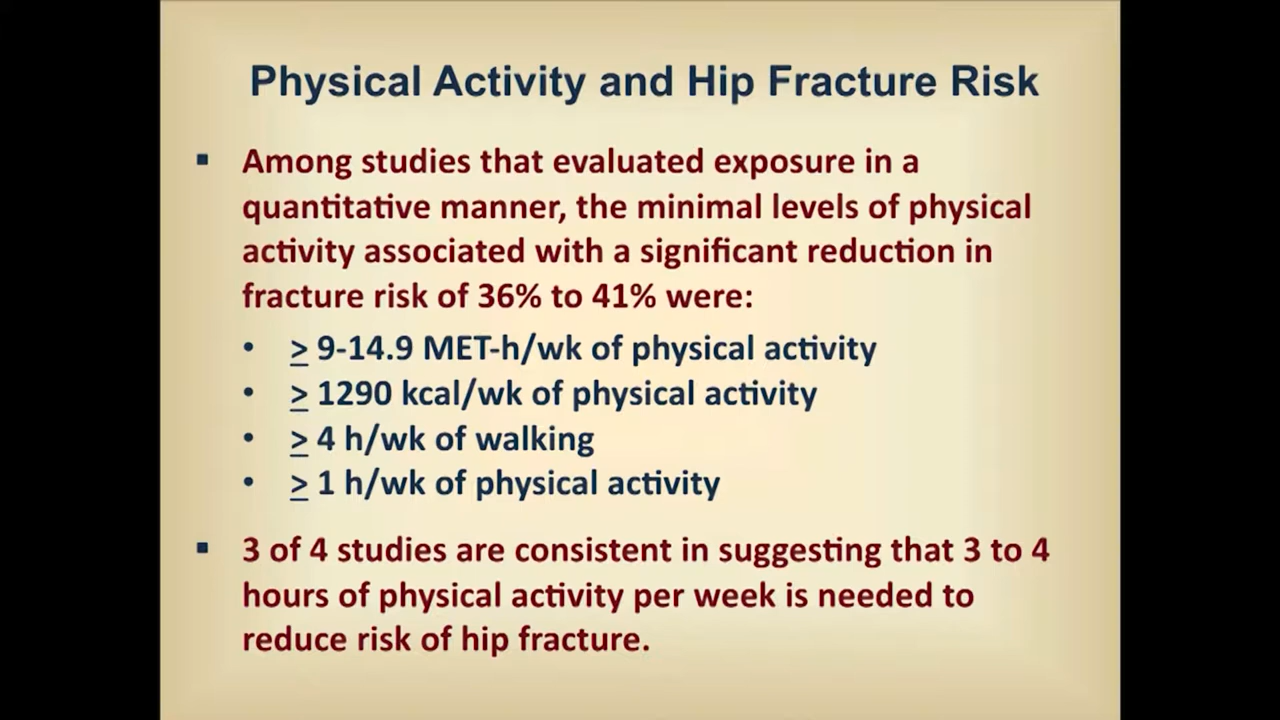 Physical Activity and Hip Fracture Risk
▪ Among studies that evaluated exposure in a
quantitative manner, the minimal levels of physical
activity associated with a significant reduction in
fracture risk of 36% to 41% were:
• ≥ 9-14.9 MET-h/wk of physical activity
• ≥ 1290 kcal/wk of physical activity
• ≥ 4 h/wk of walking
• ≥ 1 h/wk of physical activity
▪ 3 of 4 studies are consistent in suggesting that 3 to 4
hours of physical activity per week is needed to
reduce risk of hip fracture.